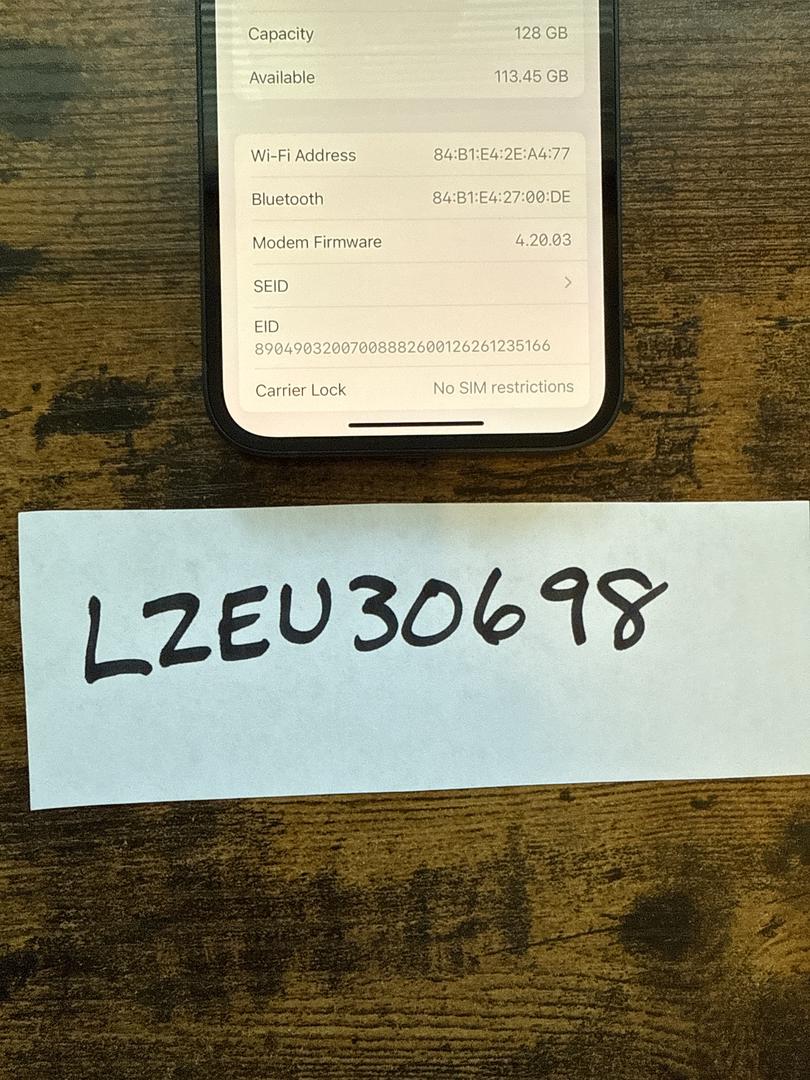 Capacity 128 GB
Available 113.45 GB
Wi-Fi Address 84:B1:E4:2E:A4:77
Bluetooth 84:B1:E4:27:00:DE
Modem Firmware 4.20.03
SEID
EID
89049032007008882600126261235166
Carrier Lock No SIM restrictions
LZEU30698